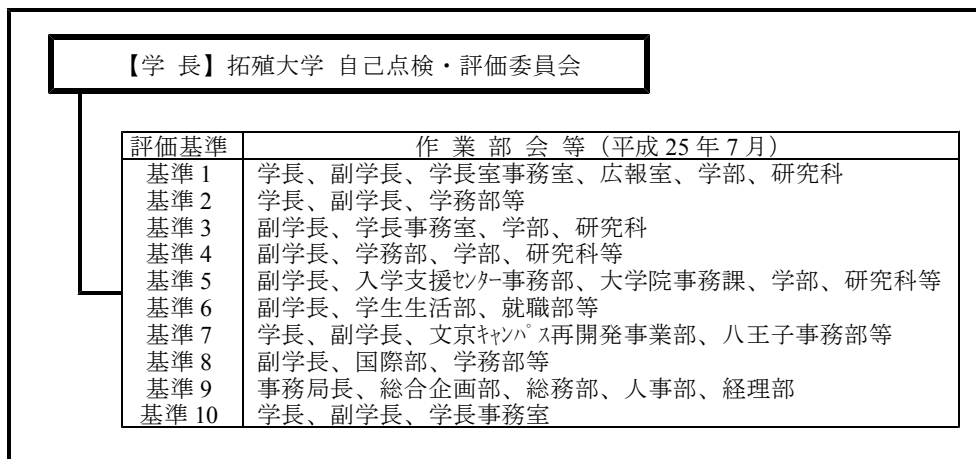 【学 長】拓殖大学 自己点検・評価委員会
評価基準 作 業 部 会 等（平成 25 年 7 月）
基準 1 学長、副学長、学長室事務室、広報室、学部、研究科
基準 2 学長、副学長、学務部等
基準 3 副学長、学長事務室、学部、研究科
基準 4 副学長、学務部、学部、研究科等
基準 5 副学長、入学支援ｾﾝﾀｰ事務部、大学院事務課、学部、研究科等
基準 6 副学長、学生生活部、就職部等
基準 7 学長、副学長、文京ｷｬﾝﾊﾟｽ再開発事業部、八王子事務部等
基準 8 副学長、国際部、学務部等
基準 9 事務局長、総合企画部、総務部、人事部、経理部
基準 10 学長、副学長、学長事務室